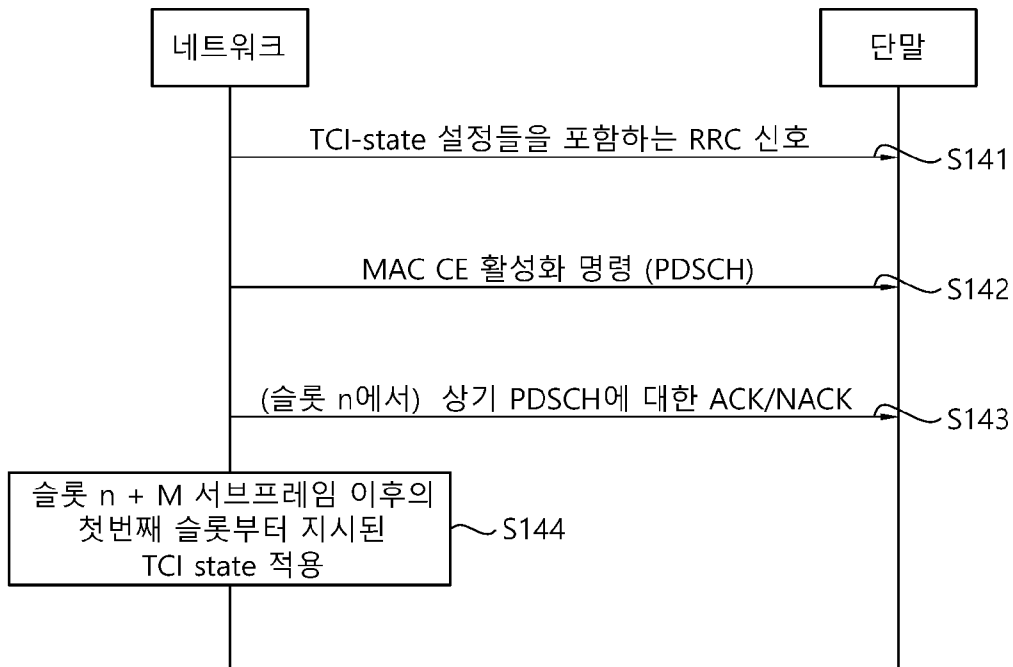 네트워크
단말
TCI-state 설정들을 포함하는 RRC 신호
S141
MAC CE 활성화 명령 (PDSCH)
S142
(슬롯 n에서) 상기 PDSCH에 대한 ACK/NACK
S143
슬롯 n + M 서브프레임 이후의
첫번째 슬롯부터 지시된
TCI state 적용
S144